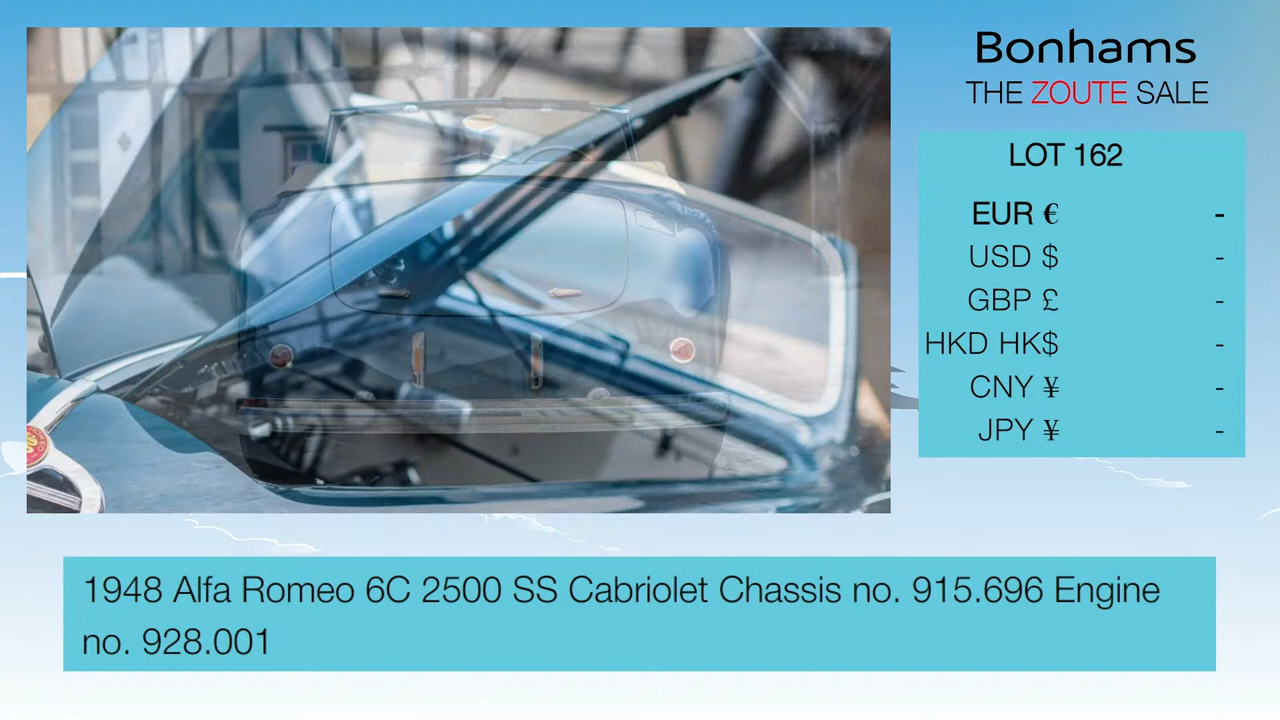 Bonhams
THE ZOUTE SALE
LOT 162
EUR € -
USD $ -
GBP £ -
HKD HK$ -
CNY ¥ -
JPY ¥ -
1948 Alfa Romeo 6C 2500 SS Cabriolet Chassis no. 915.696 Engine
no. 928.001